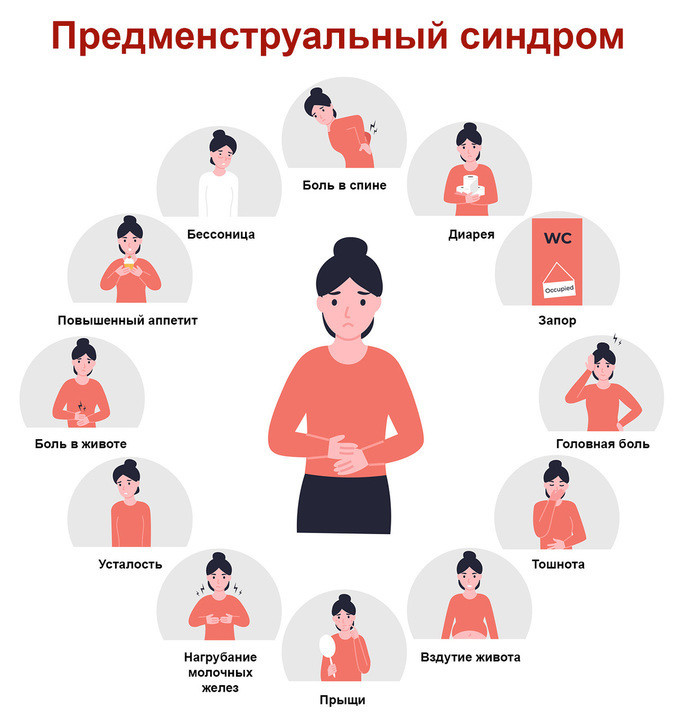 Предменструальный синдром
Боль в спине
Диарея
WC
Occupied
Запор
Головная боль
Тошнота
Вздутие живота
Прыщи
Нагрубание
молочных
желез
Усталость
Боль в животе
Повышенный аппетит
Бессоница